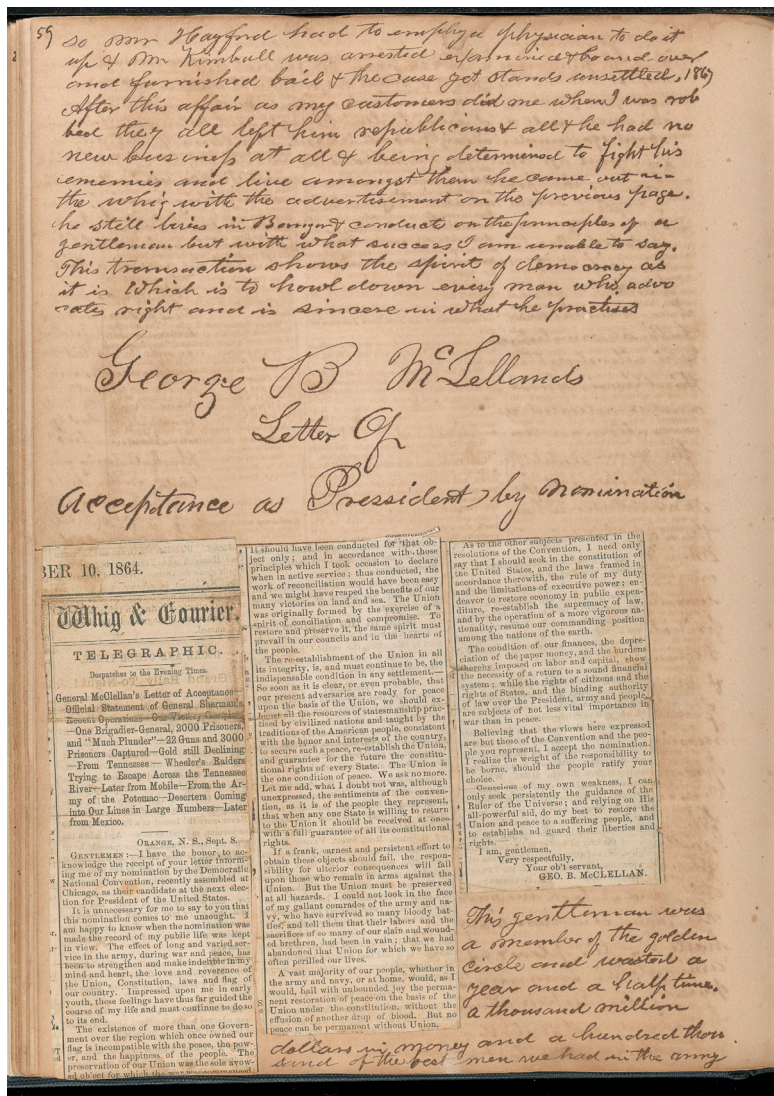 59
so Mr Hayford had to employ a physician to do it
up & Mr Kimball was arrested examined & bound over
and furnished bail & the case yet stands unsettled, 1867
After this affair as my customers did me when I was rob
bed they all left him republicans & all & he had no
new business at all & being determined to fight his
enemies and live amongst them he came out in
the whig with the advertisement on the previous page.
he still lives in Bangor & conduct on the principles of a
gentleman but with what success I am unable to say.
This transaction shows the spirit of democracy as
it is Which is to howl down every man who advo
cates right and is sincere in what he practises
George B McLellands
Letter Of
Acceptance as Pressident, by nomination
BER 10, 1864.
Whig & Courier.
TELEGRAPHIC.
Despatches to the Evening Times.
General McClellan's Letter of Acceptance—
Official Statement of General Sherman's
Recent Operations—Our Victory Complete
—One Brigadier-General, 2000 Prisoners,
and "Much Plunder"—22 Guns and 3000
Prisoners Captured—Gold still Declining
—From Tennessee—Wheeler's Raiders
Trying to Escape Across the Tennessee
River—Later from Mobile—From the Ar-
my of the Potomac—Deserters Coming
into Our Lines in Large Numbers—Later
from Mexico.
ORANGE, N. S., Sept. 8.
GENTLEMEN:—I have the honor to ac-
knowledge the receipt of your letter inform-
ing me of my nomination by the Democratic
National Convention, recently assembled at
Chicago, as their candidate at the next elec-
tion for President of the United States.
It is unnecessary for me to say to you that
this nomination comes to me unsought. I
am happy to know when the nomination was
made the record of my public life was kept
in view. The effect of long and varied ser-
vice in the army, during war and peace, has
been to strengthen and make indelible in my
mind and heart, the love and reverence of
the Union, Constitution, laws and flag of
our country. Impressed upon me in early
youth, these feelings have thus far guided the
course of my life and must continue to do so
to its end.
The existence of more than one Govern-
ment over the region which once owned our
flag is incompatible with the peace, the pow-
er, and the happiness of the people. The
preservation of our Union was the sole avow-
ed object for which the war was commenced.
It should have been conducted for that ob-
ject only; and in accordance with those
principles which I took occasion to declare
when in active service; thus conducted, the
work of reconciliation would have been easy
and we might have reaped the benefits of our
many victories on land and sea. The Union
was originally formed by the exercise of a
spirit of conciliation and compromise. To
restore and preserve it, the same spirit must
prevail in our councils and in the hearts of
the people.
The re-establishment of the Union in all
its integrity, is, and must continue to be, the
indispensable condition in any settlement—
So soon as it is clear, or even probable, that
our present adversaries are ready for peace
upon the basis of the Union, we should ex-
haust all the resources of statesmanship prac-
tised by civilized nations and taught by the
traditions of the American people, consistent
with the honor and interests of the country,
to secure such a peace, re-establish the Union,
and guarantee for the future the constitu-
tional rights of every State. The Union is
the one condition of peace. We ask no more.
Let me add, what I doubt not was, although
unexpressed, the sentiments of the conven-
tion, as it is of the people they represent,
that when any one State is willing to return
to the Union it should be received at once
with a full guarantee of all its constitutional
rights.
If a frank, earnest and persistent effort to
obtain these objects should fail, the respon-
sibility for ulterior consequences will fall
upon those who remain in arms against the
Union. But the Union must be preserved
at all hazards. I could not look in the face
of my gallant comrades of the army and na-
vy, who have survived so many bloody bat-
tles, and tell them that their labors and the
sacrifices of so many of our slain and wound-
ed brethren, had been in vain; that we had
abandoned that Union for which we have so
often perilled our lives.
A vast majority of our people, whether in
the army and navy, or at home, would, as I
would, hail with unbounded joy the perma-
nent restoration of peace on the basis of the
Union under the constitution, without the
effusion of another drop of blood. But no
peace can be permanent without Union.
As to the other subjects presented in the
resolutions of the Convention, I need only
say that I should seek in the constitution of
the United States, and the laws framed in
accordance therewith, the rule of my duty
and the limitations of executive power; en-
deavor to restore economy in public expen-
diture, re-establish the supremacy of law,
and by the operation of a more vigorous na-
tionality, resume our commanding position
among the nations of the earth.
The condition of our finances, the depre-
ciation of the paper money, and the burdens
thereby imposed on labor and capital, show
the necessity of a return to a sound financial
system; while the rights of citizens and the
rights of States, and the binding authority
of law over the President, army and people,
are subjects of not less vital importance in
war than in peace.
Believing that the views here expressed
are but those of the Convention and the peo-
ple you represent, I accept the nomination.
I realize the weight of the responsibility to
be borne, should the people ratify your
choice.
Conscious of my own weakness, I can
only seek persistently the guidance of the
Ruler of the Universe; and relying on His
all-powerful aid, do my best to restore the
Union and peace to a suffering people, and
to establish nd guard their liberties and
rights.
I am, gentlemen,
Very respectfully,
Your ob't servant,
GEO. B. McCLELLAN.
This gentleman was
a member of the golden
circle and wasted a
year and a half time.
a thousand million
dollars in money and a hundred thou
sand of the best men we had in the army